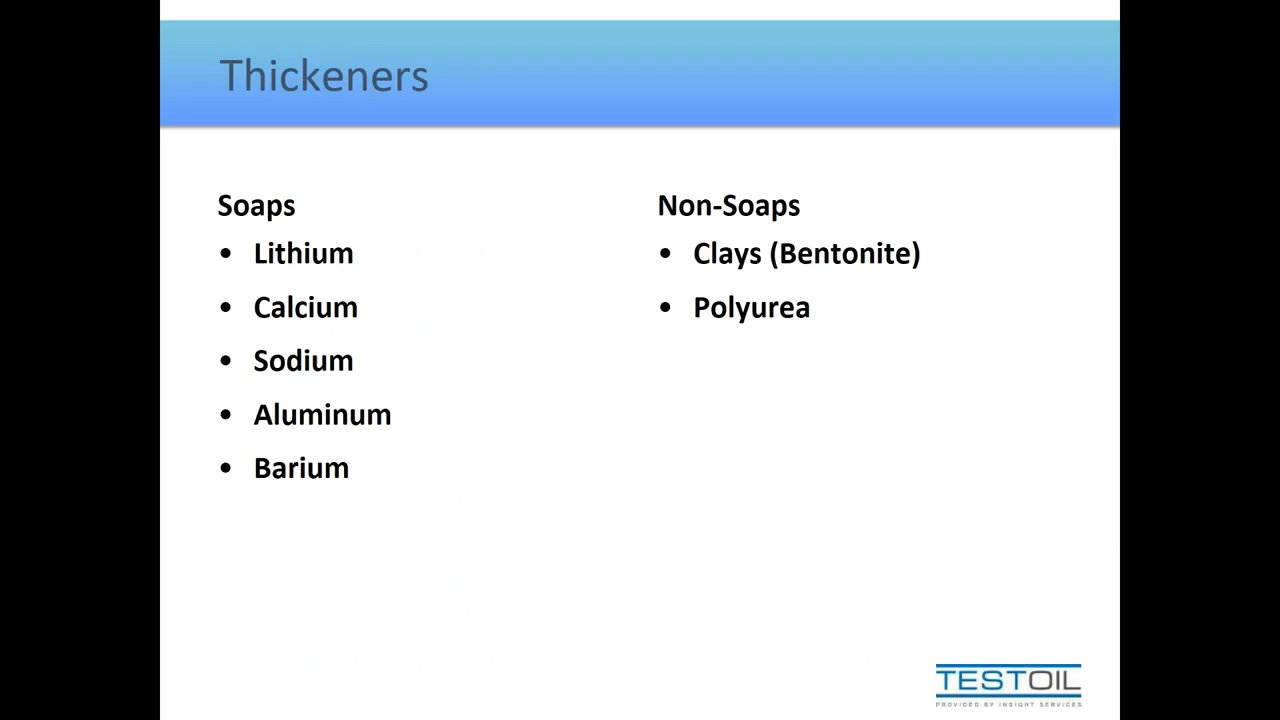 Thickeners
Soaps
• Lithium
• Calcium
• Sodium
• Aluminum
• Barium
Non-Soaps
• Clays (Bentonite)
• Polyurea
TESTOIL
PROVIDED BY INSIGHT SERVICES